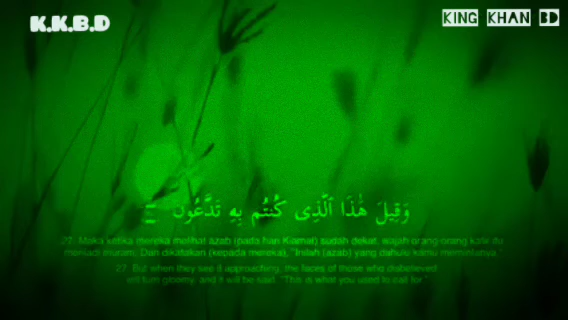 K.K.B.D
KING KHAN BD
وَقِيلَ هَٰذَا ٱلَّذِى كُنتُم بِهِۦ تَدَّعُونَ
27. Maka ketika mereka melihat azab (pada hari Kiamat) sudah dekat, wajah orang-orang kafir itu
menjadi muram. Dan dikatakan (kepada mereka), "Inilah (azab) yang dahulu kamu memintanya."
27. But when they see it approaching, the faces of those who disbelieved
will turn gloomy, and it will be said, "This is what you used to call for."